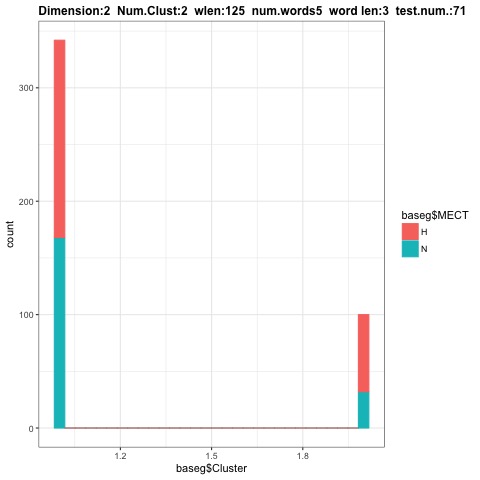 Dimension:2 Num.Clust:2 wlen:125 num.words5 word len:3 test.num.:71
300
200
100
0
count
1.2 1.5 1.8
baseg$Cluster
baseg$MECT
H
N